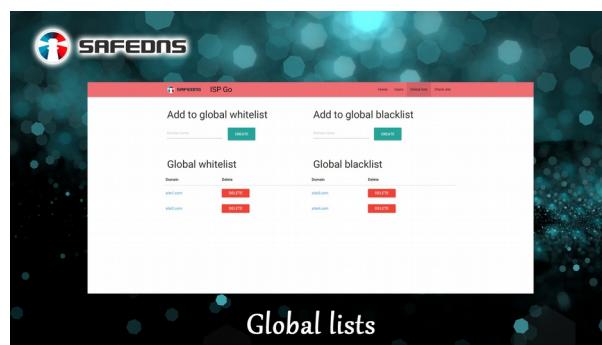 SAFEDNS
SAFEDNS ISP Go
Home Users Global lists Check site
Add to global whitelist
Domain name
CREATE
Add to global blacklist
Domain name
CREATE
Global whitelist
Domain Delete
site1.com DELETE
site2.com DELETE
Global blacklist
Domain Delete
site3.com DELETE
site4.com DELETE
Global lists